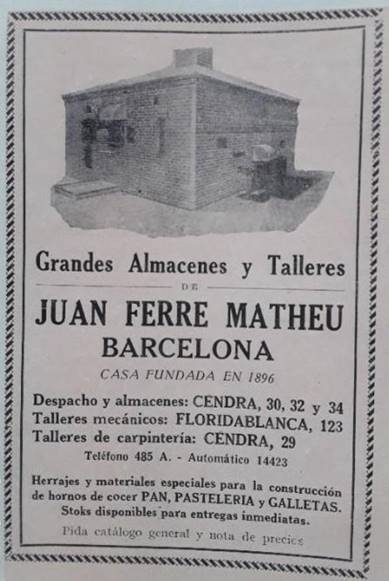 Grandes Almacenes y Talleres
DE
JUAN FERRE MATHEU
BARCELONA
CASA FUNDADA EN 1896
Despacho y almacenes: CENDRA, 30, 32 y 34
Talleres mecánicos: FLORIDABLANCA, 123
Talleres de carpintería: CENDRA, 29
Teléfono 485 A. - Automático 14423
Herrajes y materiales especiales para la construcción
de hornos de cocer PAN, PASTELERIA y GALLETAS.
Stoks disponibles para entregas inmediatas.
Pida catálogo general y nota de precios